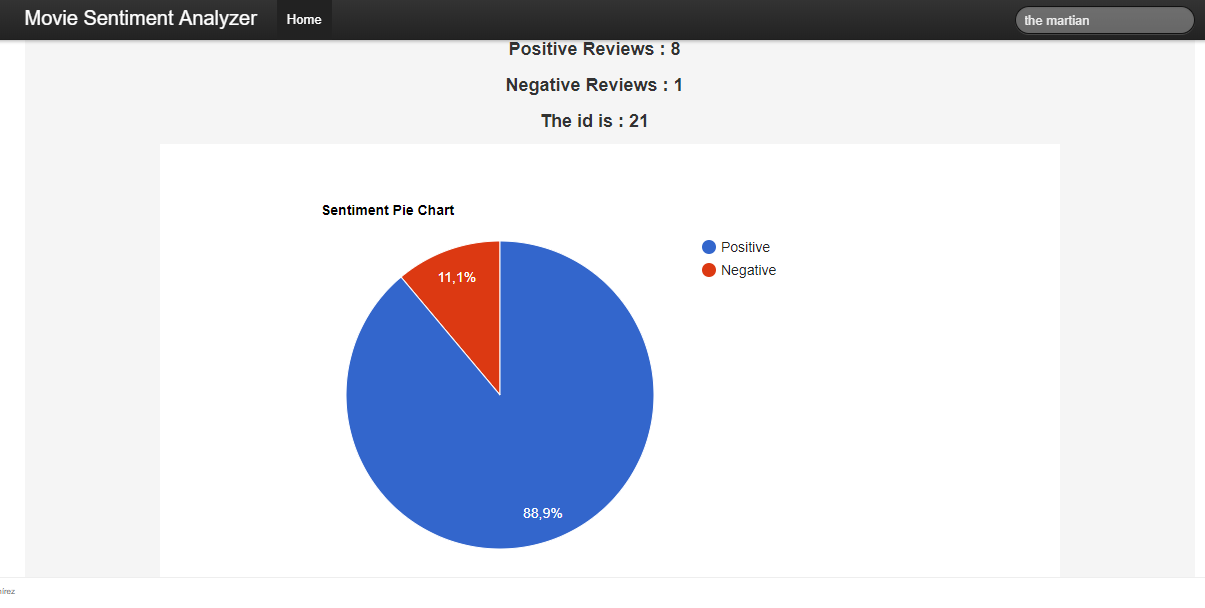 Movie Sentiment Analyzer Home the martian
Positive Reviews : 8
Negative Reviews : 1
The id is : 21
Sentiment Pie Chart
Positive
Negative
11,1%
88,9%